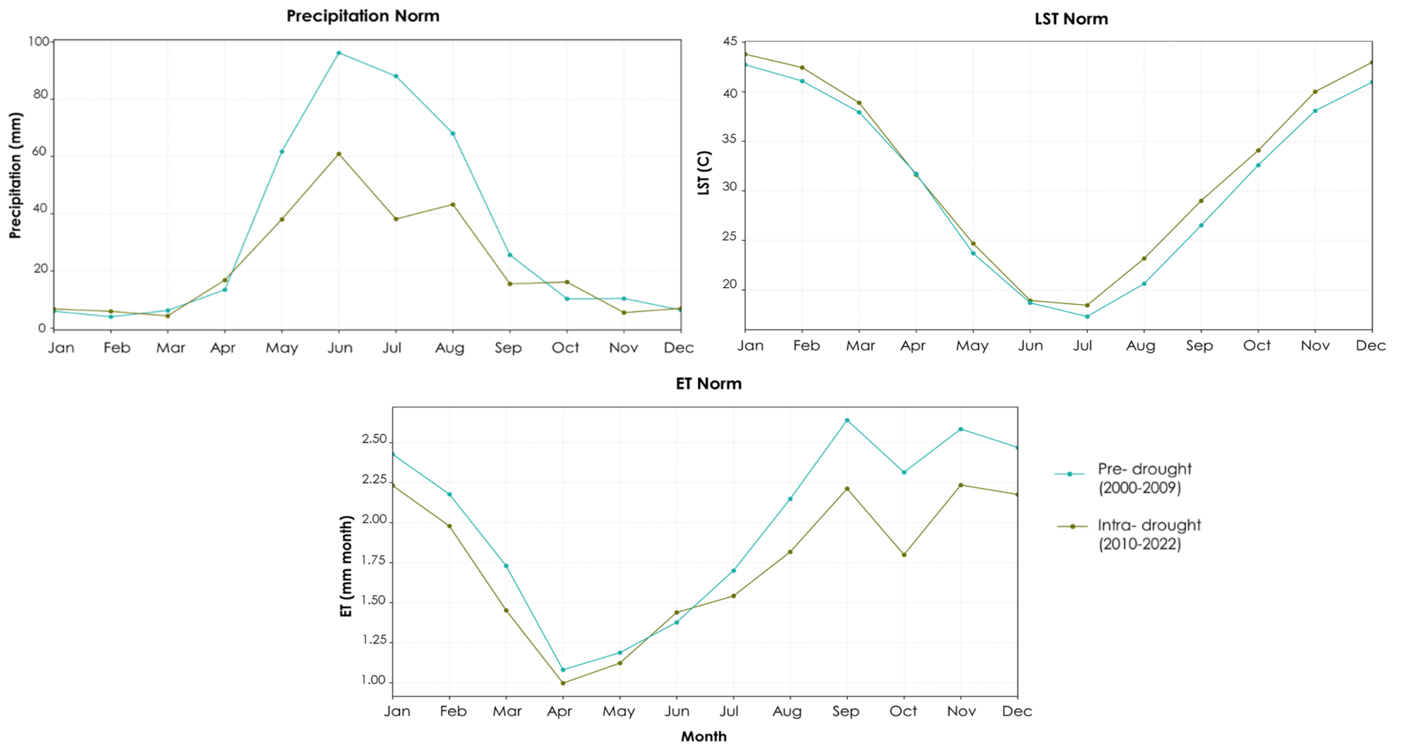 Precipitation Norm
Precipitation (mm)
100
80
60
40
20
0
Jan Feb Mar Apr May Jun Jul Aug Sep Oct Nov Dec
LST Norm
LST (C)
45
40
35
30
25
20
Jan Feb Mar Apr May Jun Jul Aug Sep Oct Nov Dec
ET Norm
ET (mm month)
2.50
2.25
2.00
1.75
1.50
1.25
1.00
Jan Feb Mar Apr May Jun Jul Aug Sep Oct Nov Dec
Month
Pre- drought
(2000-2009)
Intra- drought
(2010-2022)